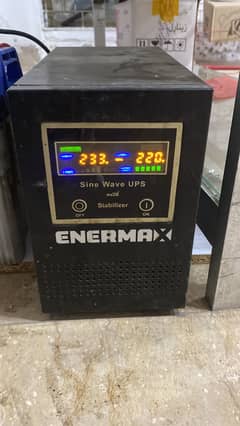 233. 220.
Sine Wave UPS
with
Stabilizer
OFF
ON
ENERMAX